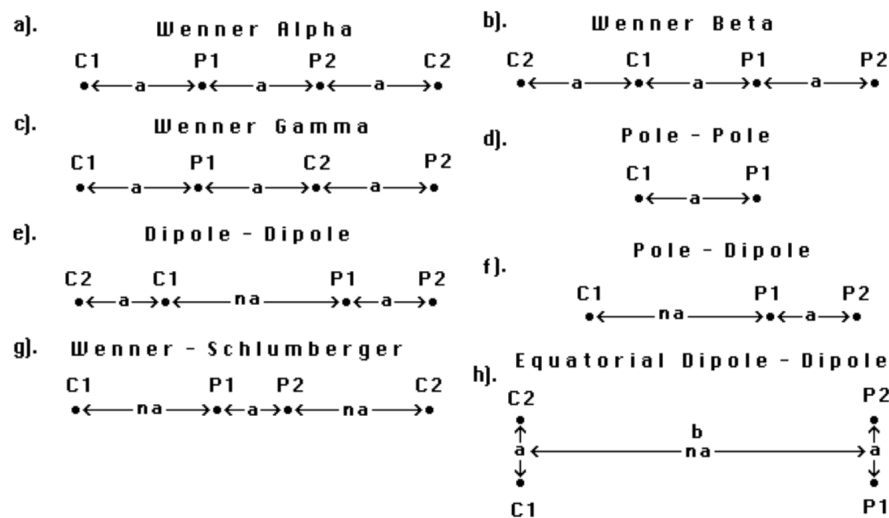 a). Wenner Alpha
C1 P1 P2 C2
a a a
b). Wenner Beta
C2 C1 P1 P2
a a a
c). Wenner Gamma
C1 P1 C2 P2
a a a
d). Pole - Pole
C1 P1
a
e). Dipole - Dipole
C2 C1 P1 P2
a na a
f). Pole - Dipole
C1 P1 P2
na a
g). Wenner - Schlumberger
C1 P1 P2 C2
na a na
h). Equatorial Dipole - Dipole
C2 P2
b
a na a
C1 P1